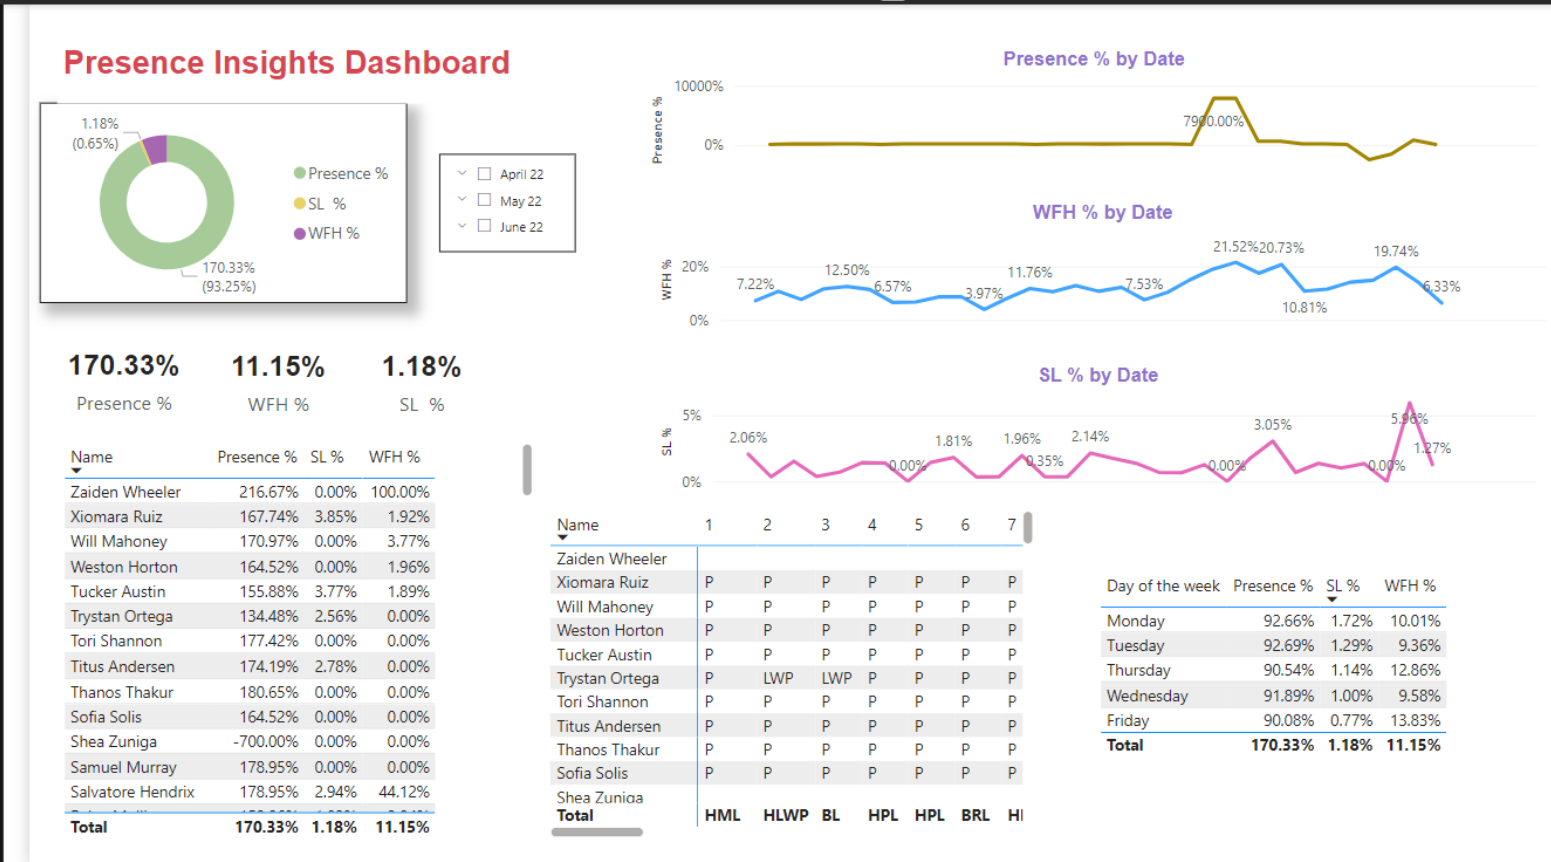 Presence Insights Dashboard
1.18%
(0.65%)
Presence %
SL %
WFH %
170.33%
(93.25%)
April 22
May 22
June 22
170.33% 11.15% 1.18%
Presence % WFH % SL %
Name Presence % SL % WFH %
Zaiden Wheeler 216.67% 0.00% 100.00%
Xiomara Ruiz 167.74% 3.85% 1.92%
Will Mahoney 170.97% 0.00% 3.77%
Weston Horton 164.52% 0.00% 1.96%
Tucker Austin 155.88% 3.77% 1.89%
Trystan Ortega 134.48% 2.56% 0.00%
Tori Shannon 177.42% 0.00% 0.00%
Titus Andersen 174.19% 2.78% 0.00%
Thanos Thakur 180.65% 0.00% 0.00%
Sofia Solis 164.52% 0.00% 0.00%
Shea Zuniga -700.00% 0.00% 0.00%
Samuel Murray 178.95% 0.00% 0.00%
Salvatore Hendrix 178.95% 2.94% 44.12%
Total 170.33% 1.18% 11.15%
Presence % by Date
Presence %
10000%
0%
7900.00%
WFH % by Date
WFH %
20%
0%
7.22% 12.50% 6.57% 3.97% 11.76% 7.53% 21.52% 20.73% 10.81% 19.74% 6.33%
SL % by Date
SL %
5%
0%
2.06% 0.00% 1.81% 1.96% 0.35% 2.14% 0.00% 3.05% 0.00% 5.96% 1.27%
Name 1 2 3 4 5 6 7
Zaiden Wheeler
Xiomara Ruiz P P P P P P P
Will Mahoney P P P P P P P
Weston Horton P P P P P P P
Tucker Austin P P P P P P P
Trystan Ortega P LWP LWP P P P P
Tori Shannon P P P P P P P
Titus Andersen P P P P P P P
Thanos Thakur P P P P P P P
Sofia Solis P P P P P P P
Shea Zuniga
Total HML HLWP BL HPL HPL BRL
Day of the week Presence % SL % WFH %
Monday 92.66% 1.72% 10.01%
Tuesday 92.69% 1.29% 9.36%
Thursday 90.54% 1.14% 12.86%
Wednesday 91.89% 1.00% 9.58%
Friday 90.08% 0.77% 13.83%
Total 170.33% 1.18% 11.15%